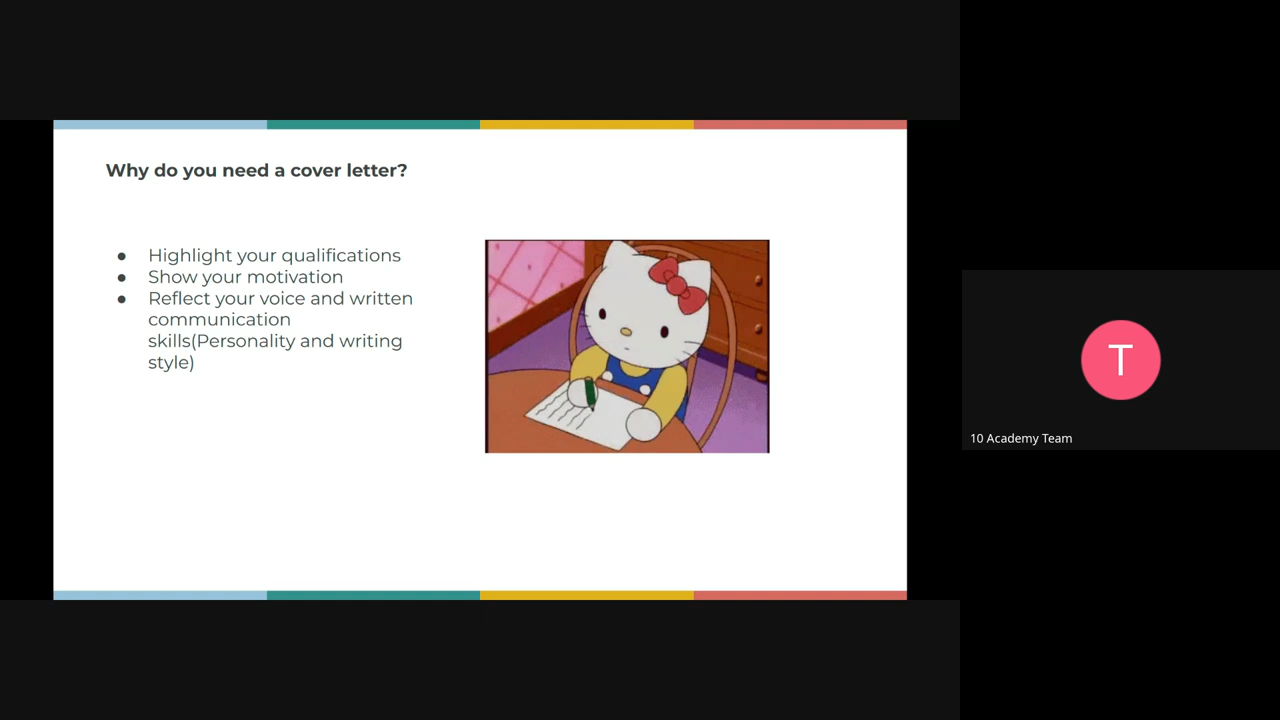 Why do you need a cover letter?
● Highlight your qualifications
● Show your motivation
● Reflect your voice and written
communication
skills(Personality and writing
style)
T
10 Academy Team